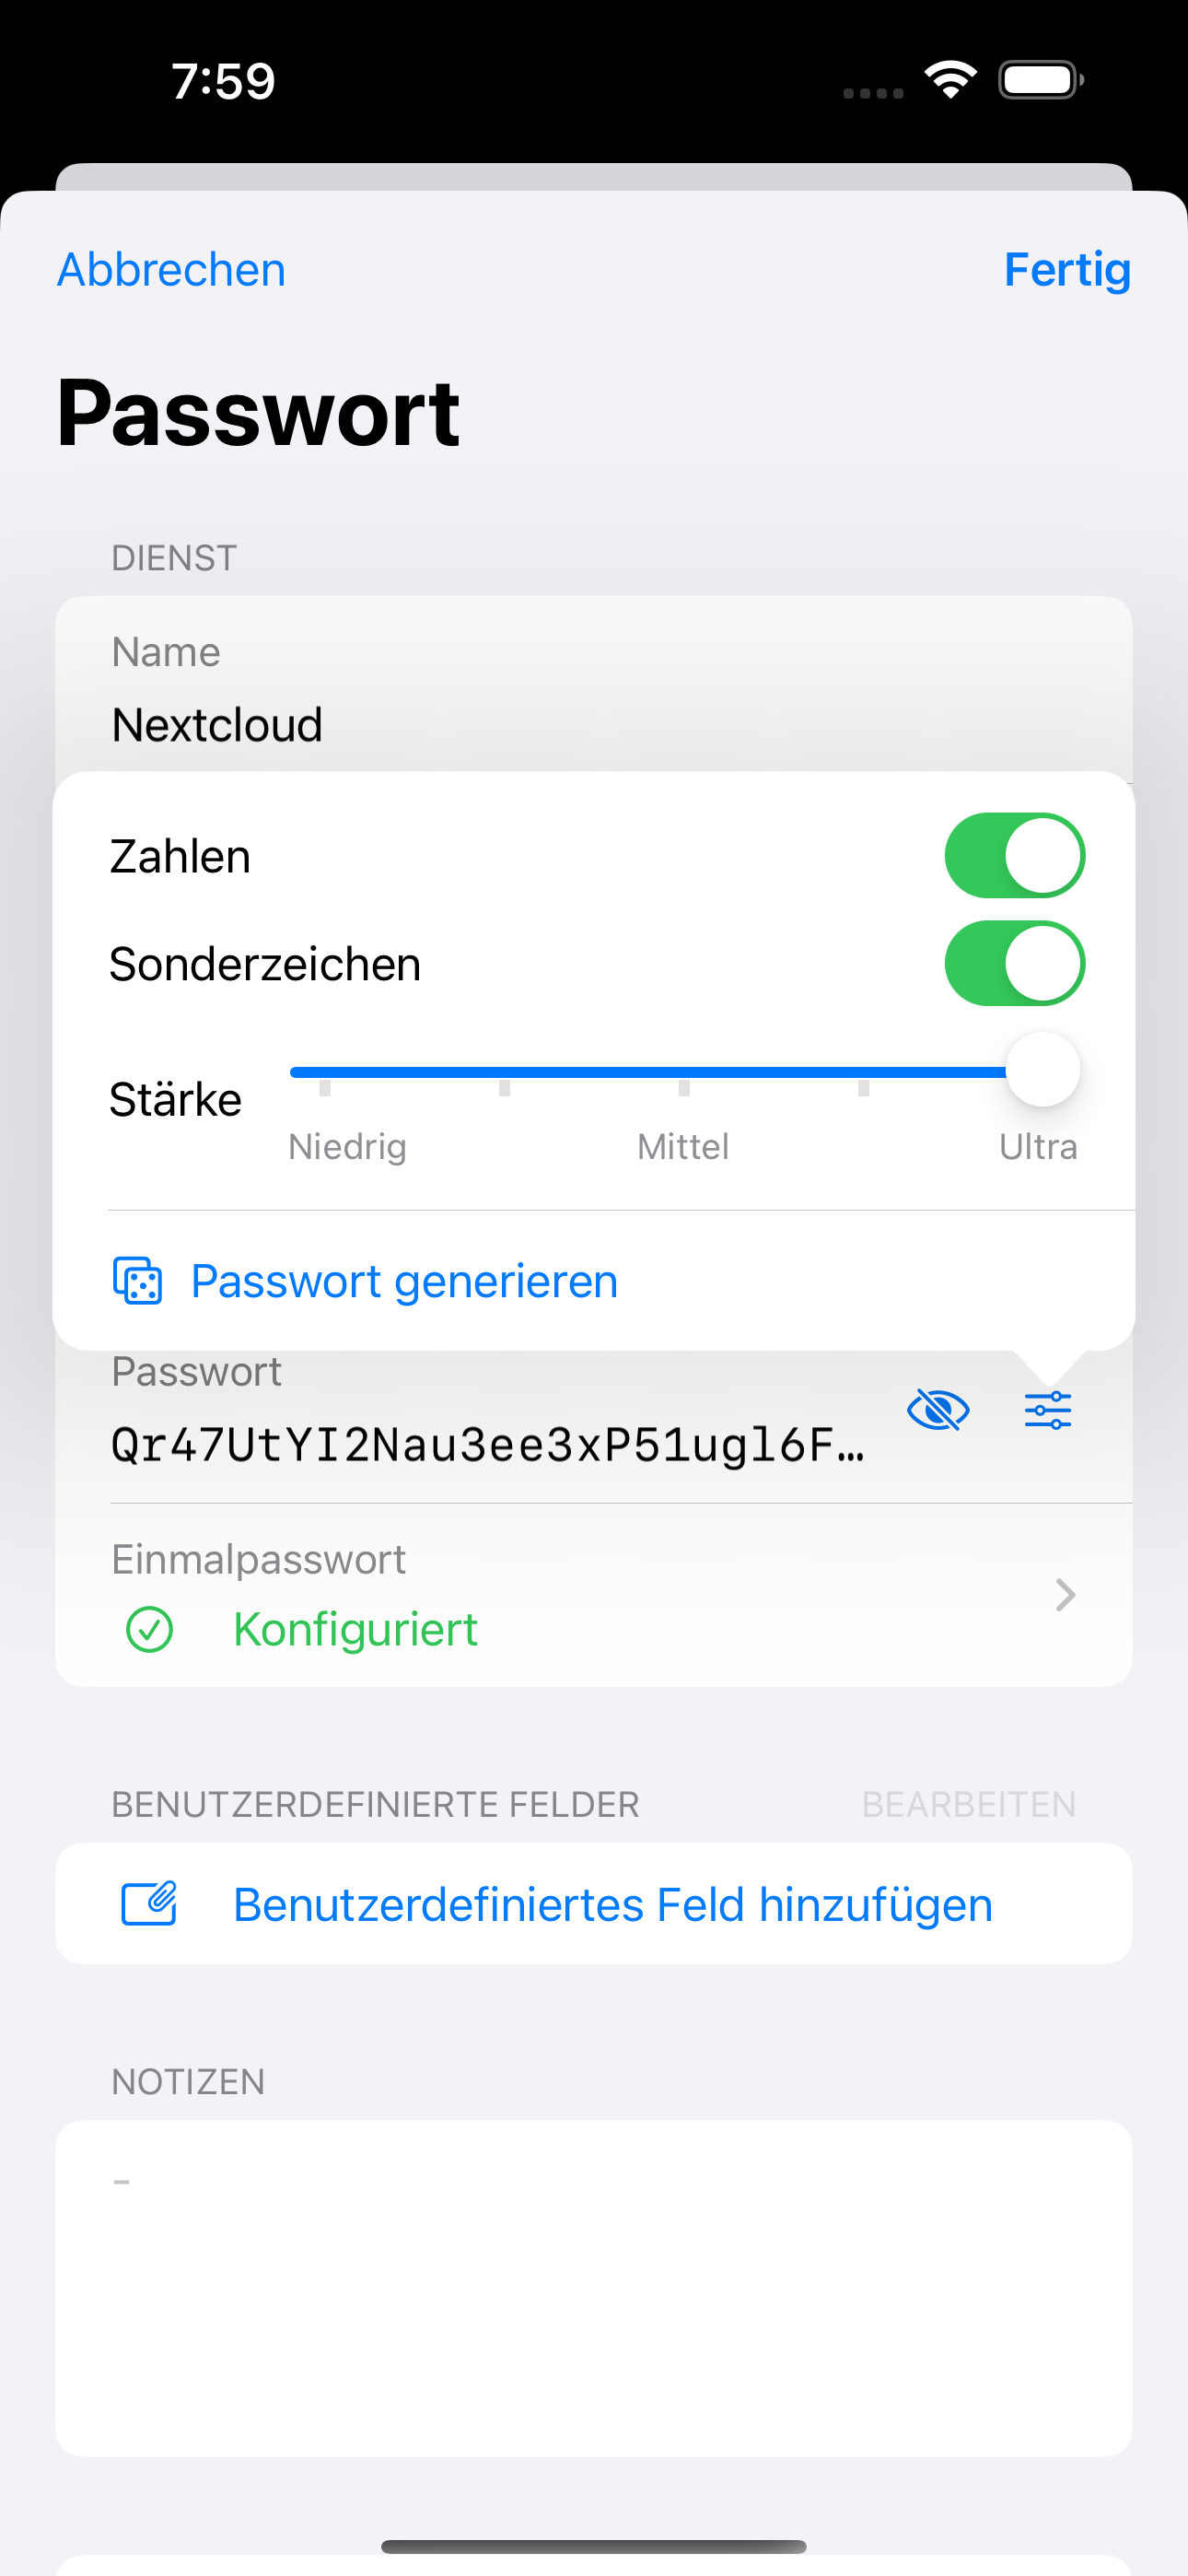 7:59
Abbrechen
Fertig
Passwort
DIENST
Name
Nextcloud
Zahlen
Sonderzeichen
Stärke
Niedrig Mittel Ultra
Passwort generieren
Passwort
Qr47UtYI2Nau3ee3xP51ugl6F…
Einmalpasswort
Konfiguriert
BENUTZERDEFINIERTE FELDER BEARBEITEN
Benutzerdefiniertes Feld hinzufügen
NOTIZEN
-